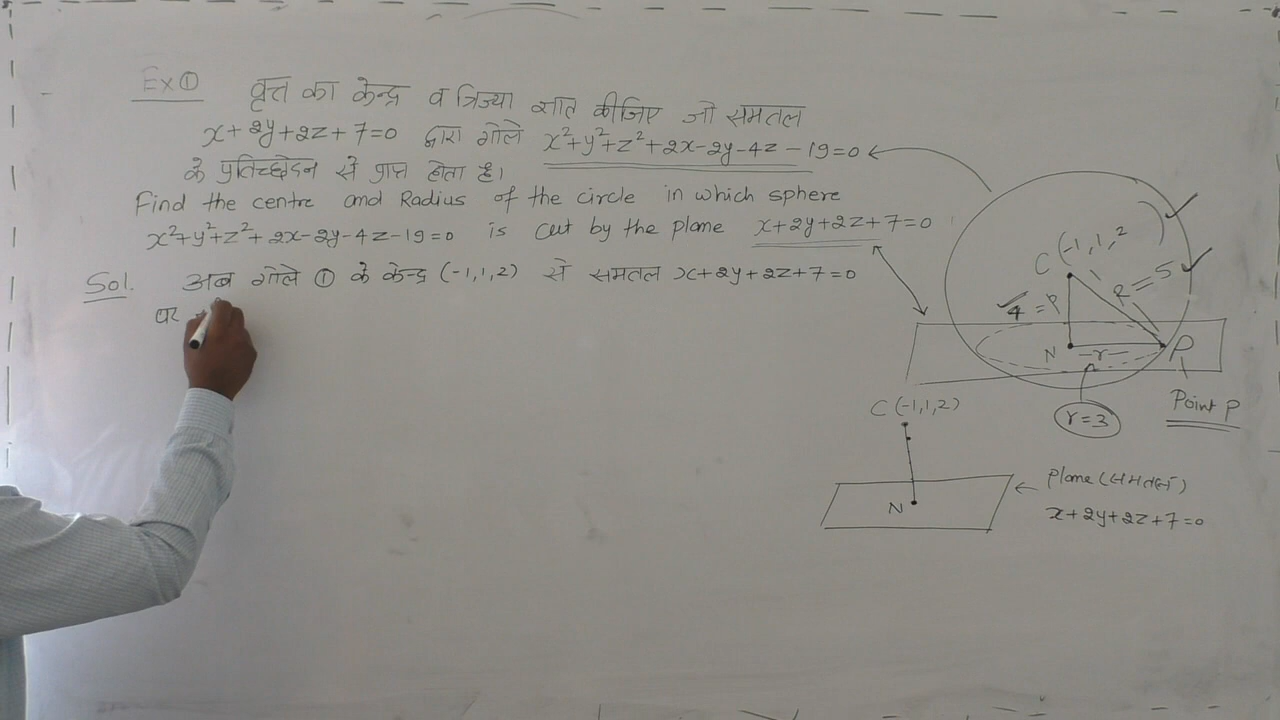 Ex①
वृत्त का केन्द्र व त्रिज्या ज्ञात कीजिए जो समतल
x+2y+2z+7=0 द्वारा गोले x²+y²+z²+2x-2y-4z-19=0
के प्रतिच्छेदन से प्राप्त होता है।
Find the centre and Radius of the circle in which sphere
x²+y²+z²+2x-2y-4z-19=0 is cut by the plane x+2y+2z+7=0
Sol. अब गोले ① के केन्द्र (-1,1,2) से समतल x+2y+2z+7=0
पर
C (-1,1,2)
R=5
4=P
N
r
P
r=3
Point P
C(-1,1,2)
N
Plane (समतल)
x+2y+2z+7=0